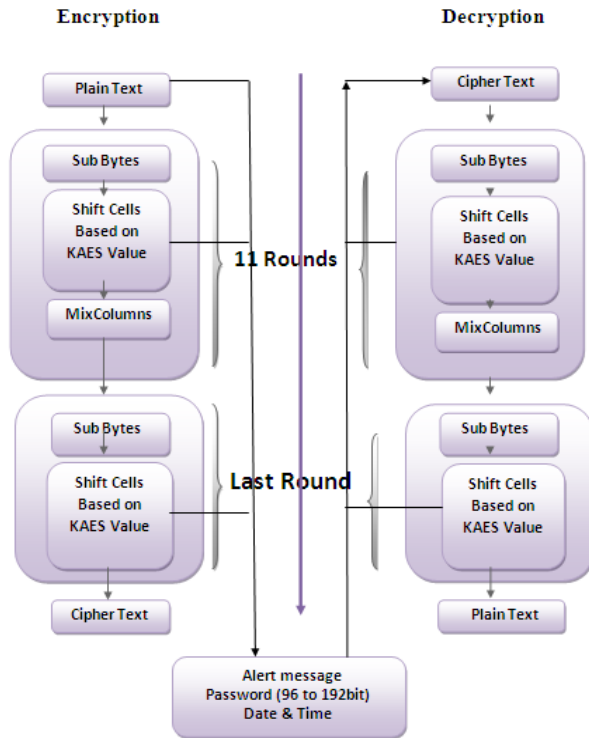 Encryption
Decryption
Plain Text
Sub Bytes
Shift Cells
Based on
KAES Value
MixColumns
Sub Bytes
Shift Cells
Based on
KAES Value
Cipher Text
11 Rounds
Last Round
Cipher Text
Sub Bytes
Shift Cells
Based on
KAES Value
MixColumns
Sub Bytes
Shift Cells
Based on
KAES Value
Plain Text
Alert message
Password (96 to 192bit)
Date & Time